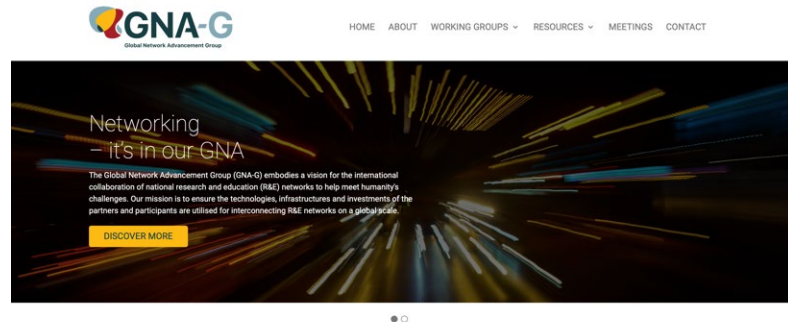 GNA-G
Global Network Advancement Group
HOME ABOUT WORKING GROUPS RESOURCES MEETINGS CONTACT
Networking
– it's in our GNA
The Global Network Advancement Group (GNA-G) embodies a vision for the international
collaboration of national research and education (R&E) networks to help meet humanity's
challenges. Our mission is to ensure the technologies, infrastructures and investments of the
partners and participants are utilised for interconnecting R&E networks on a global scale.
DISCOVER MORE